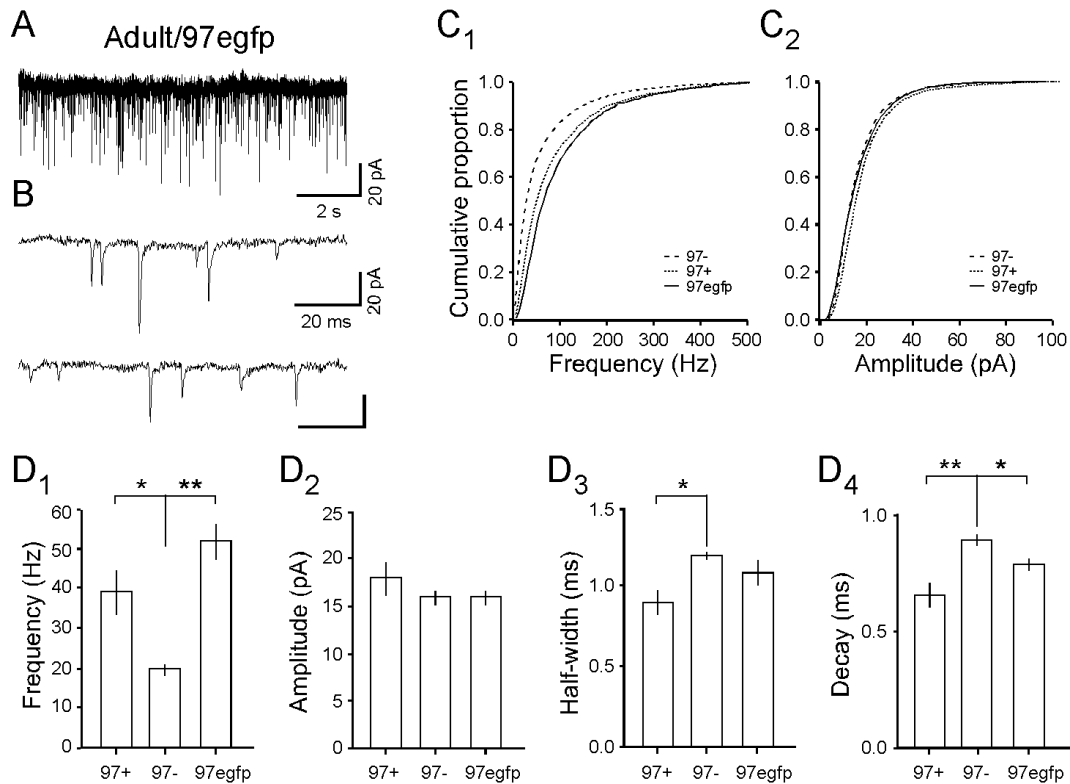 A
Adult/97egfp
20 pA
2 s
B
20 pA
20 ms
C1
Cumulative proportion
1.0
0.8
0.6
0.4
0.2
0.0
97-
97+
97egfp
0
100
200
300
400
500
Frequency (Hz)
C2
1.0
0.8
0.6
0.4
0.2
0.0
97-
97+
97egfp
0
20
40
60
80
100
Amplitude (pA)
D1
* **
Frequency (Hz)
60
50
40
30
20
10
0
97+
97-
97egfp
D2
Amplitude (pA)
25
20
15
10
5
0
97+
97-
97egfp
D3
*
Half-width (ms)
1.5
1.0
0.5
0.0
97+
97-
97egfp
D4
** *
Decay (ms)
1.0
0.5
0.0
97+
97-
97egfp